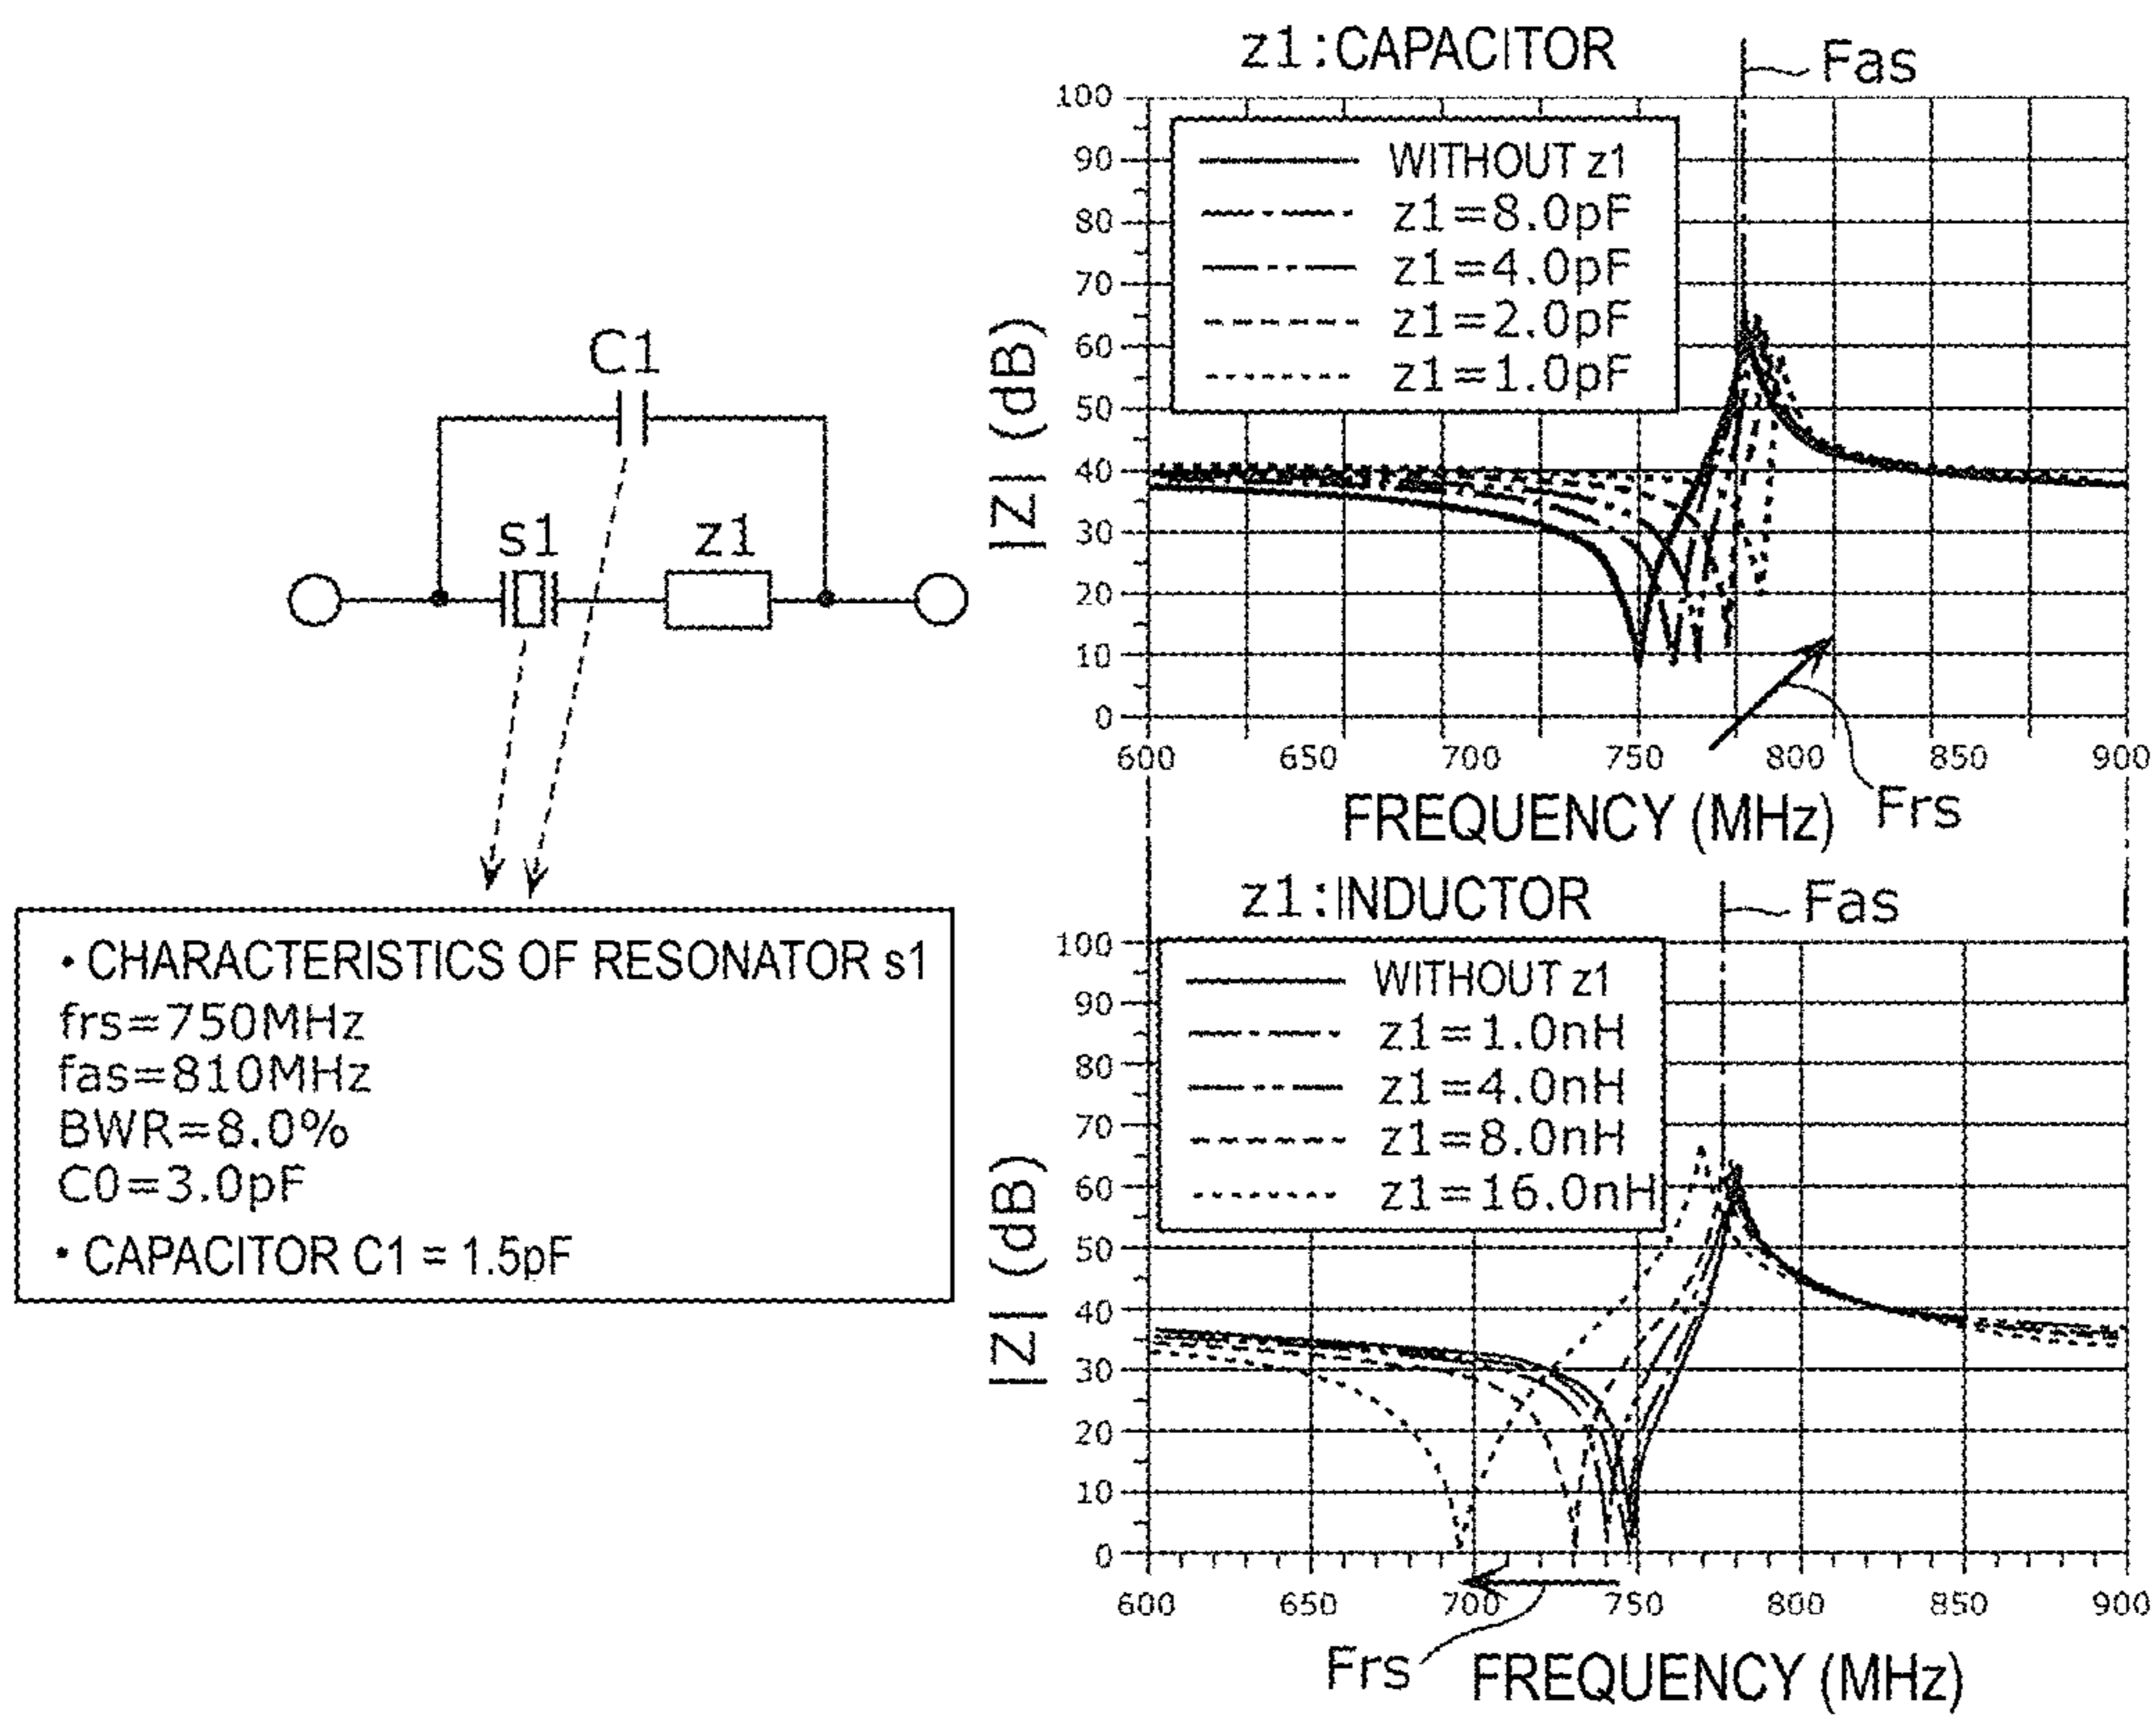 C1
s1
z1
• CHARACTERISTICS OF RESONATOR s1
frs=750MHz
fas=810MHz
BWR=8.0%
C0=3.0pF
• CAPACITOR C1 = 1.5pF
z1:CAPACITOR
Fas
WITHOUT z1
z1=8.0pF
z1=4.0pF
z1=2.0pF
z1=1.0pF
|Z| (dB)
100
90
80
70
60
50
40
30
20
10
0
600 650 700 750 800 850 900
FREQUENCY (MHz)
Frs
z1:INDUCTOR
Fas
WITHOUT z1
z1=1.0nH
z1=4.0nH
z1=8.0nH
z1=16.0nH
|Z| (dB)
100
90
80
70
60
50
40
30
20
10
0
600 650 700 750 800 850 900
Frs
FREQUENCY (MHz)